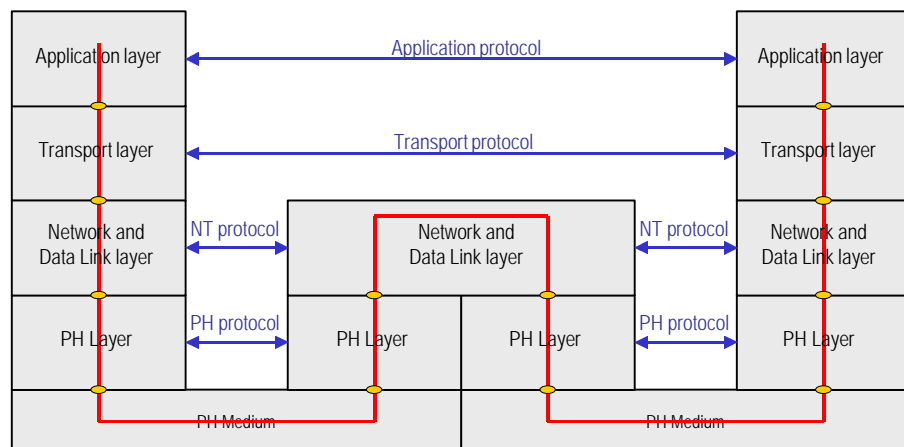 Application layer
Application protocol
Application layer
Transport layer
Transport protocol
Transport layer
Network and
Data Link layer
NT protocol
Network and
Data Link layer
NT protocol
Network and
Data Link layer
PH Layer
PH protocol
PH Layer
PH Layer
PH protocol
PH Layer
PH Medium
PH Medium